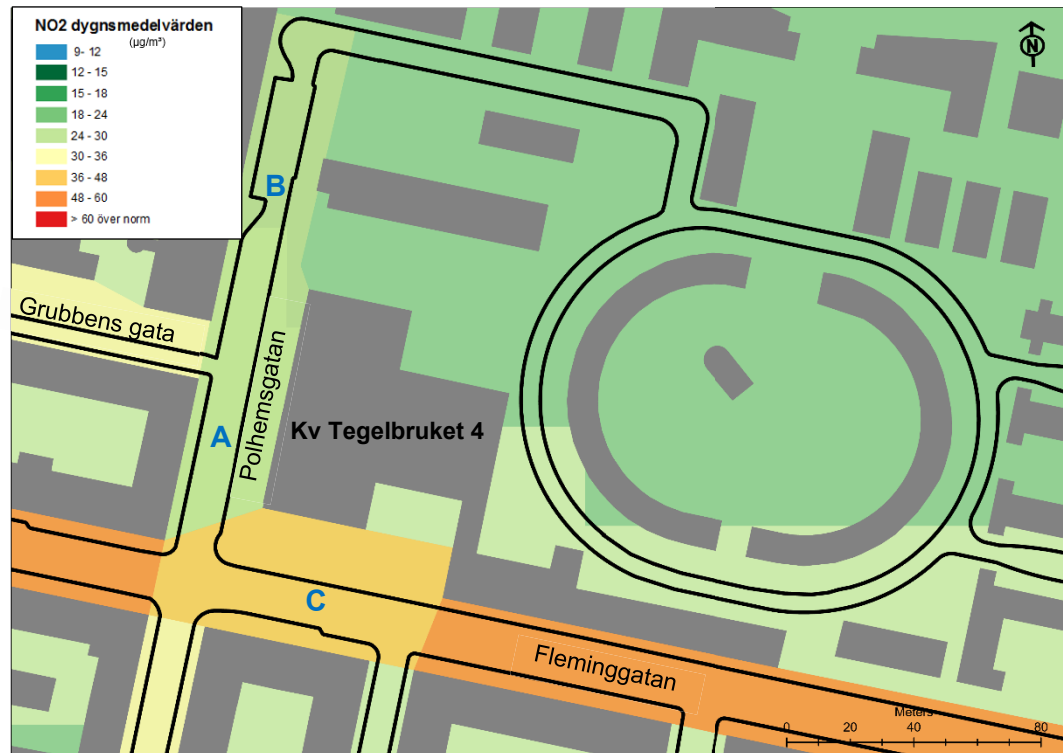 NO2 dygnsmedelvärden
(µg/m³)
9- 12
12 - 15
15 - 18
18 - 24
24 - 30
30 - 36
36 - 48
48 - 60
> 60 över norm
N
B
Grubbens gata
Polhemsgatan
A
Kv Tegelbruket 4
C
Fleminggatan
Meters
0 20 40 80